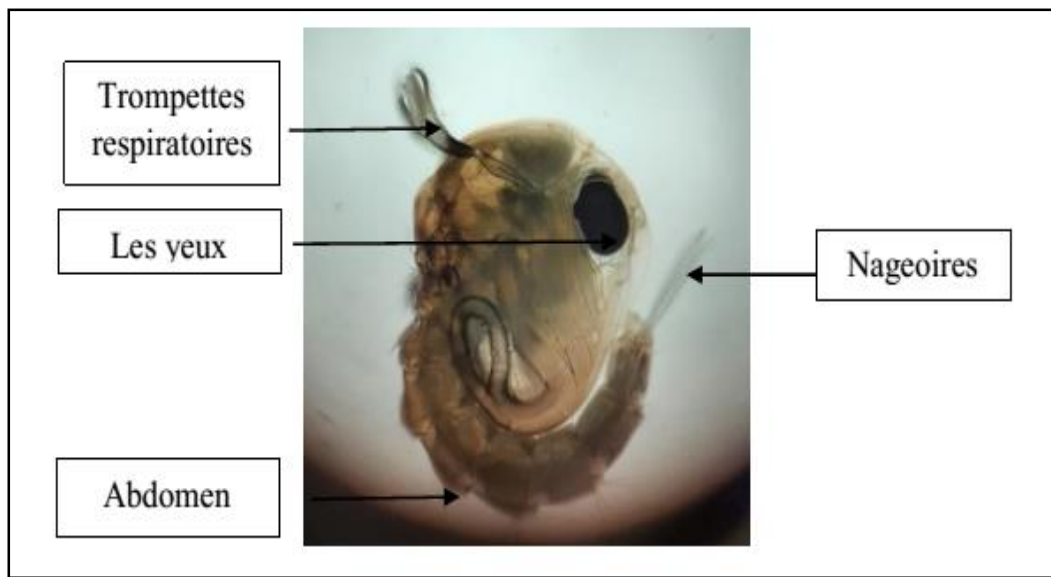 Trompettes
respiratoires
Les yeux
Nageoires
Abdomen